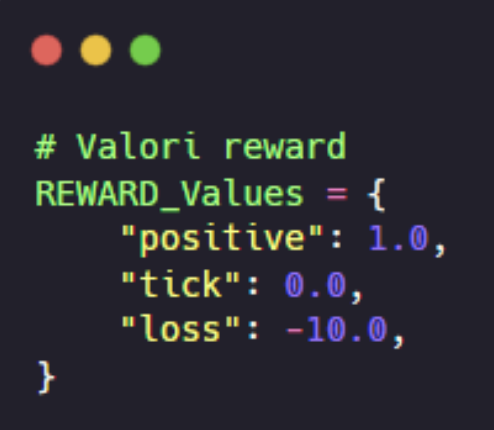 # Valori reward
REWARD_Values = {
    "positive": 1.0,
    "tick": 0.0,
    "loss": -10.0,
}